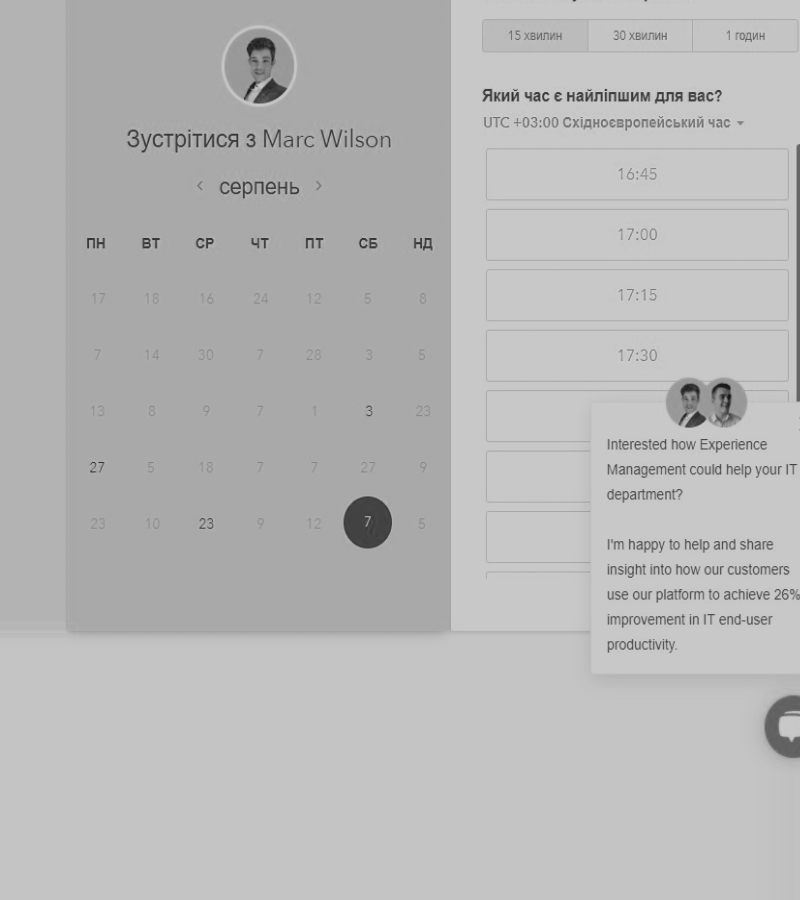 15 хвилин
30 хвилин
1 годин
Зустрітися з Marc Wilson
серпень
ПН ВТ СР ЧТ ПТ СБ НД
17 18 16 24 12 5 8
7 14 30 7 28 3 5
13 8 9 7 1 3 23
27 5 18 7 7 27 9
23 10 23 9 12 7 5
Який час є найліпшим для вас?
UTC +03:00 Східноєвропейський час
16:45
17:00
17:15
17:30
Interested how Experience
Management could help your IT
department?
I'm happy to help and share
insight into how our customers
use our platform to achieve 26%
improvement in IT end-user
productivity.